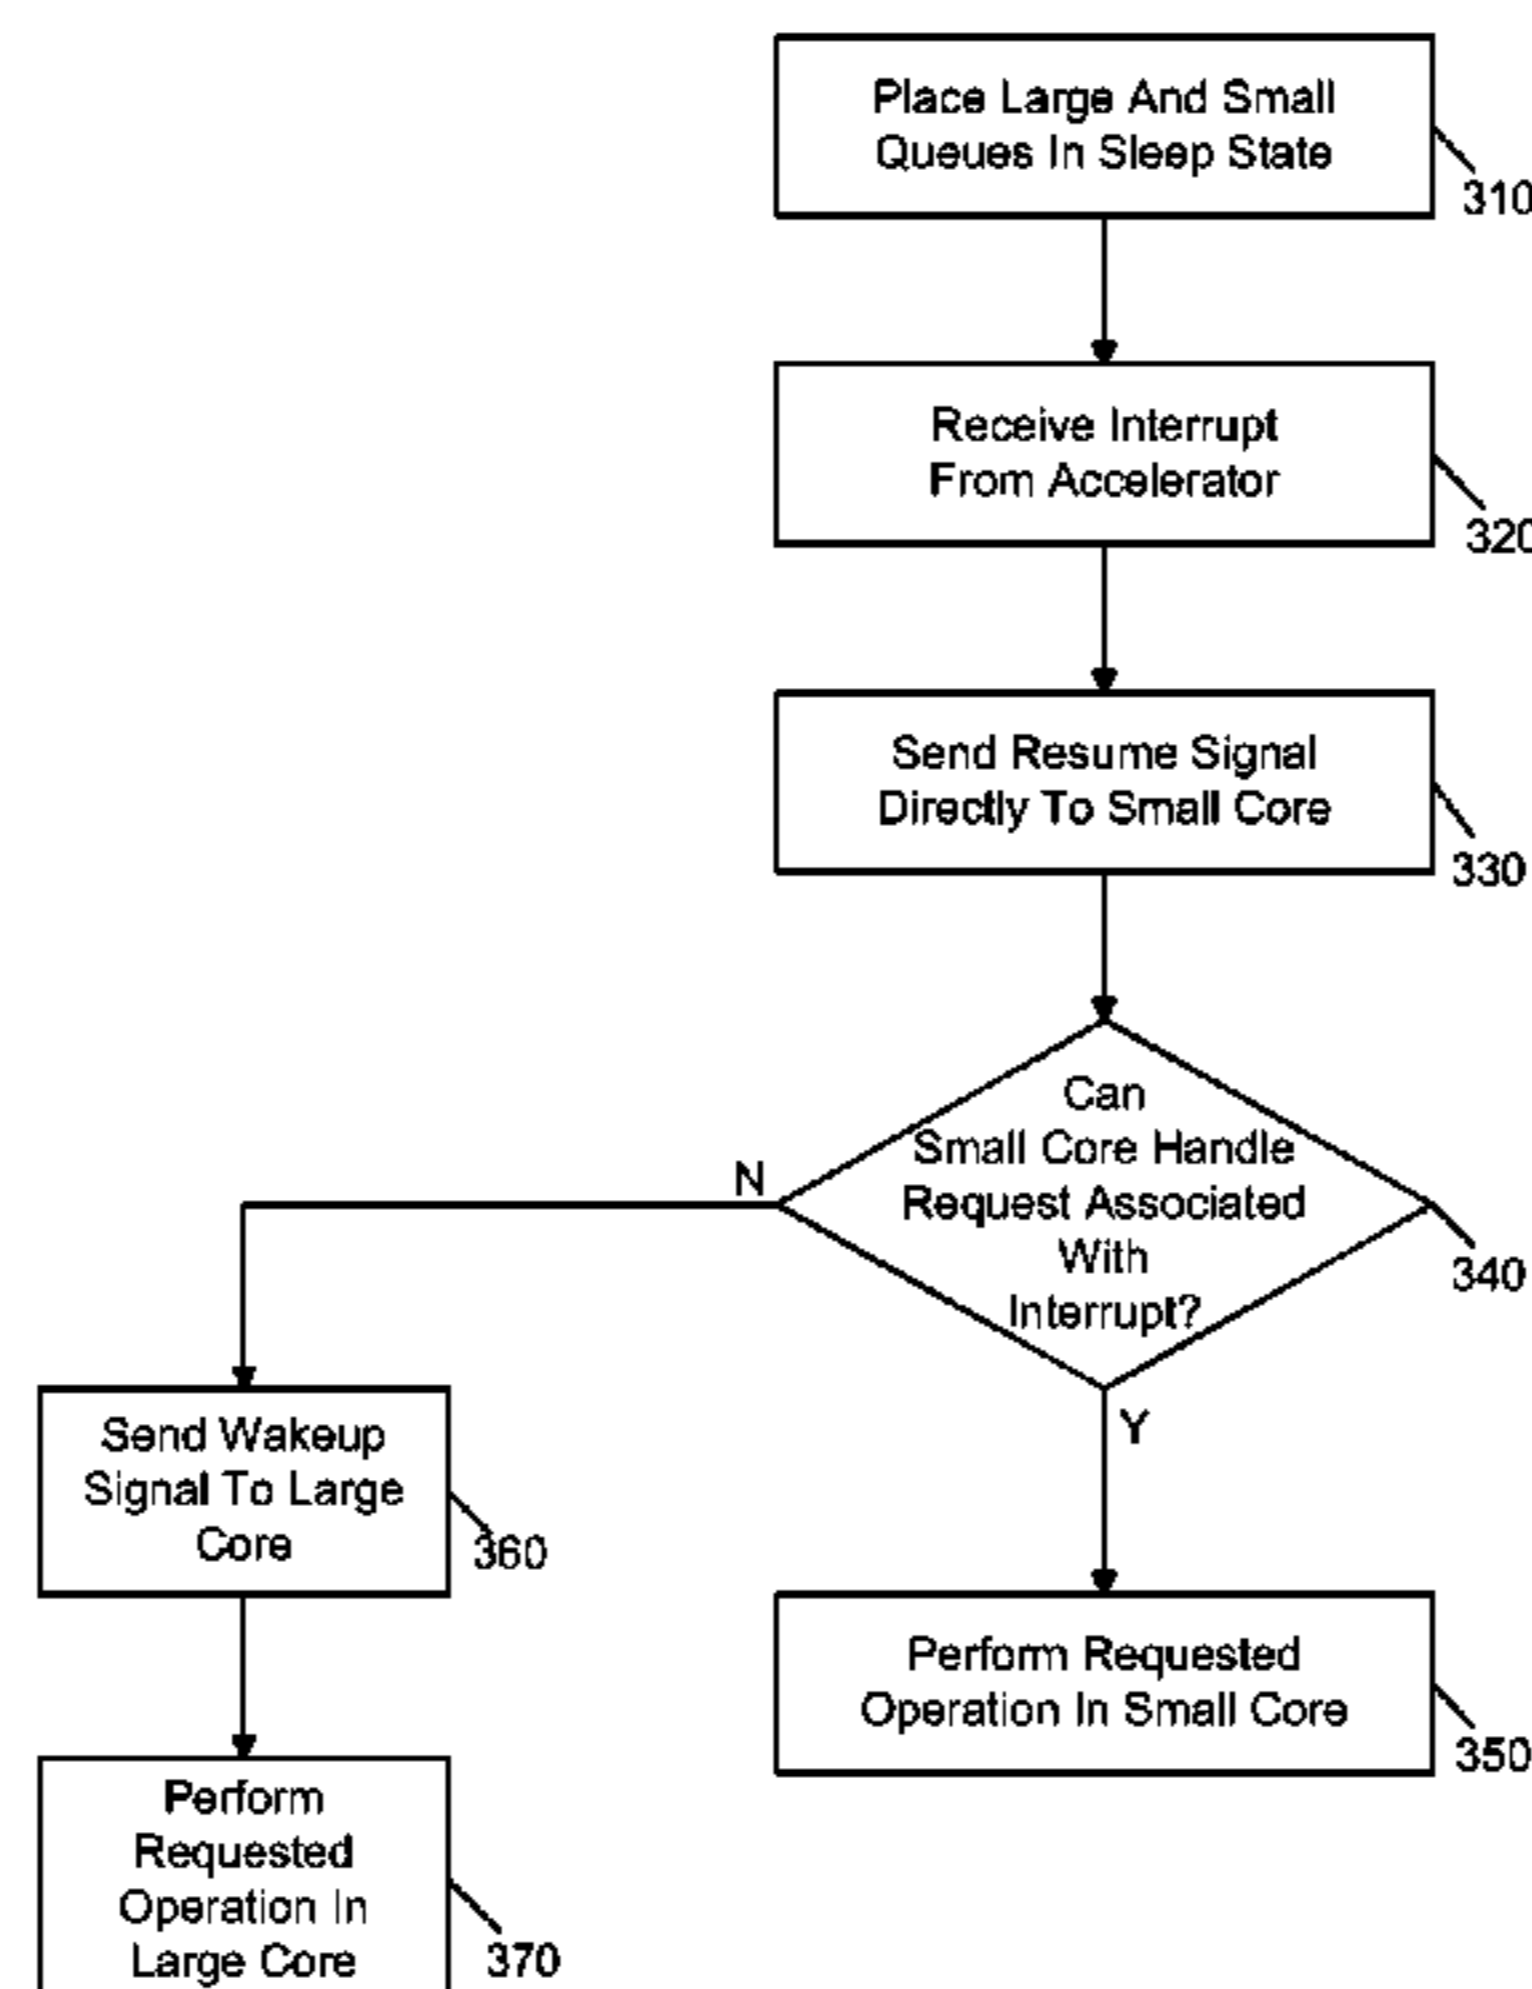 Place Large And Small
Queues In Sleep State
310
Receive Interrupt
From Accelerator
320
Send Resume Signal
Directly To Small Core
330
Can
Small Core Handle
Request Associated
With
Interrupt?
340
N
Y
Send Wakeup
Signal To Large
Core
360
Perform Requested
Operation In Small Core
350
Perform
Requested
Operation In
Large Core
370